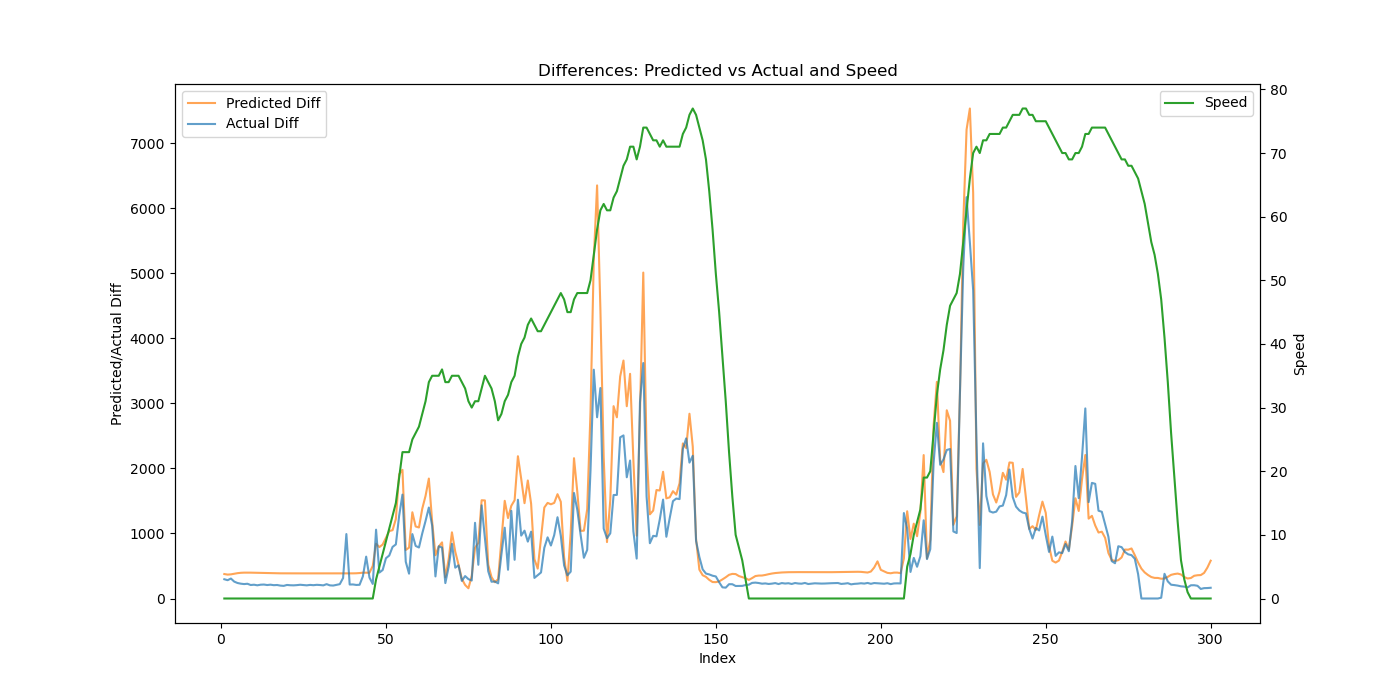 Differences: Predicted vs Actual and Speed
Predicted Diff
Actual Diff
Speed
Predicted/Actual Diff
7000
6000
5000
4000
3000
2000
1000
0
80
70
60
50
40
30
20
10
0
Speed
0 50 100 150 200 250 300
Index